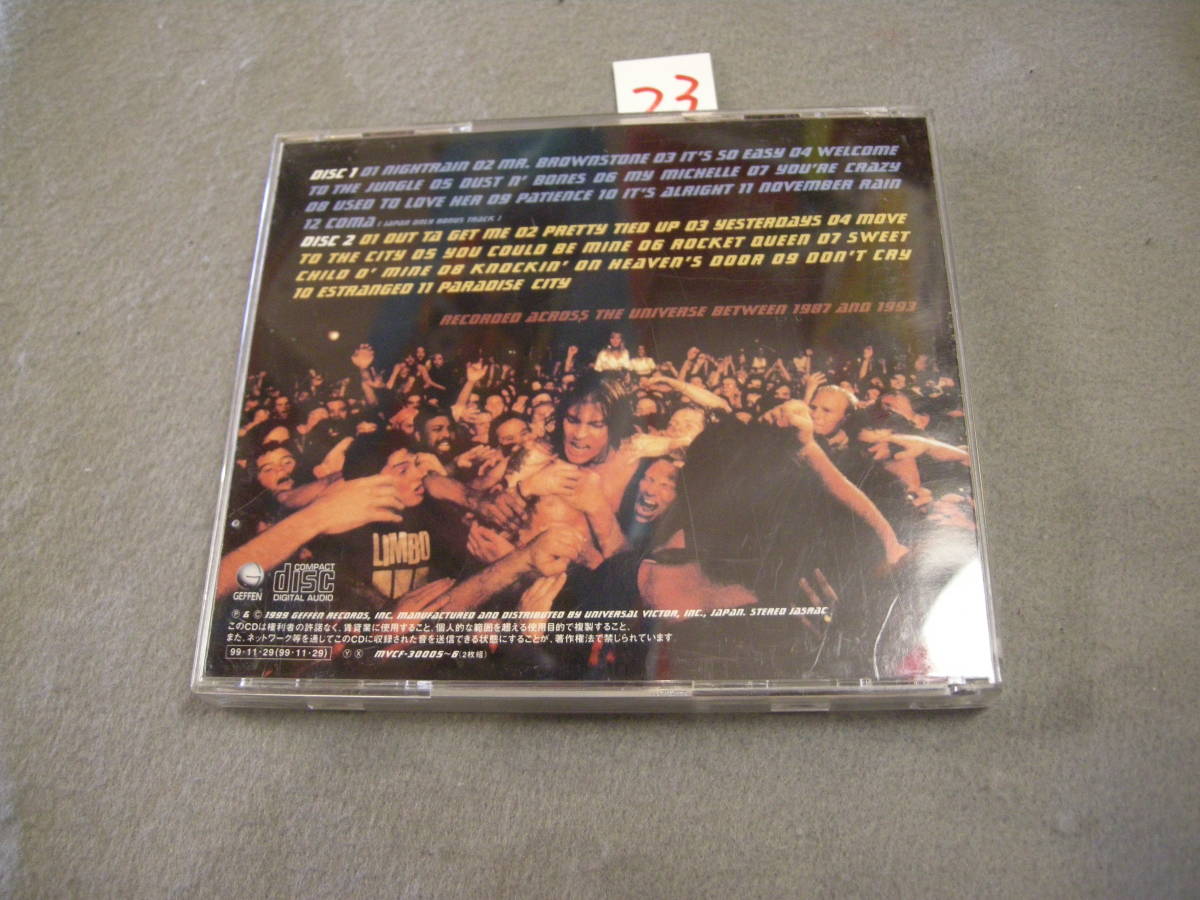 23
DISC 1 01 NIGHTRAIN 02 MR. BROWNSTONE 03 IT'S SO EASY 04 WELCOME
TO THE JUNGLE 05 DUST N' BONES 06 MY MICHELLE 07 YOU'RE CRAZY
08 USED TO LOVE HER 09 PATIENCE 10 IT'S ALRIGHT 11 NOVEMBER RAIN
12 COMA (JAPAN ONLY BONUS TRACK)
DISC 2 01 OUT TA GET ME 02 PRETTY TIED UP 03 YESTERDAYS 04 MOVE
TO THE CITY 05 YOU COULD BE MINE 06 ROCKET QUEEN 07 SWEET
CHILD O' MINE 08 KNOCKIN' ON HEAVEN'S DOOR 09 DON'T CRY
10 ESTRANGED 11 PARADISE CITY
RECORDED ACROSS THE UNIVERSE BETWEEN 1987 AND 1993
LIMBO
GEFFEN
COMPACT
disc
DIGITAL AUDIO
℗ & © 1999 GEFFEN RECORDS, INC. MANUFACTURED AND DISTRIBUTED BY UNIVERSAL VICTOR, INC., JAPAN. STEREO JASRAC
このCDは権利者の許諾なく、賃貸業に使用すること、個人的な範囲を超える使用目的で複製すること、
また、ネットワーク等を通じてこのCDに収録された音を送信できる状態にすることが、著作権法で禁じられています
99・11・29(99・11・29) Ⓨ Ⓧ MVCF-30005~6(2枚組)